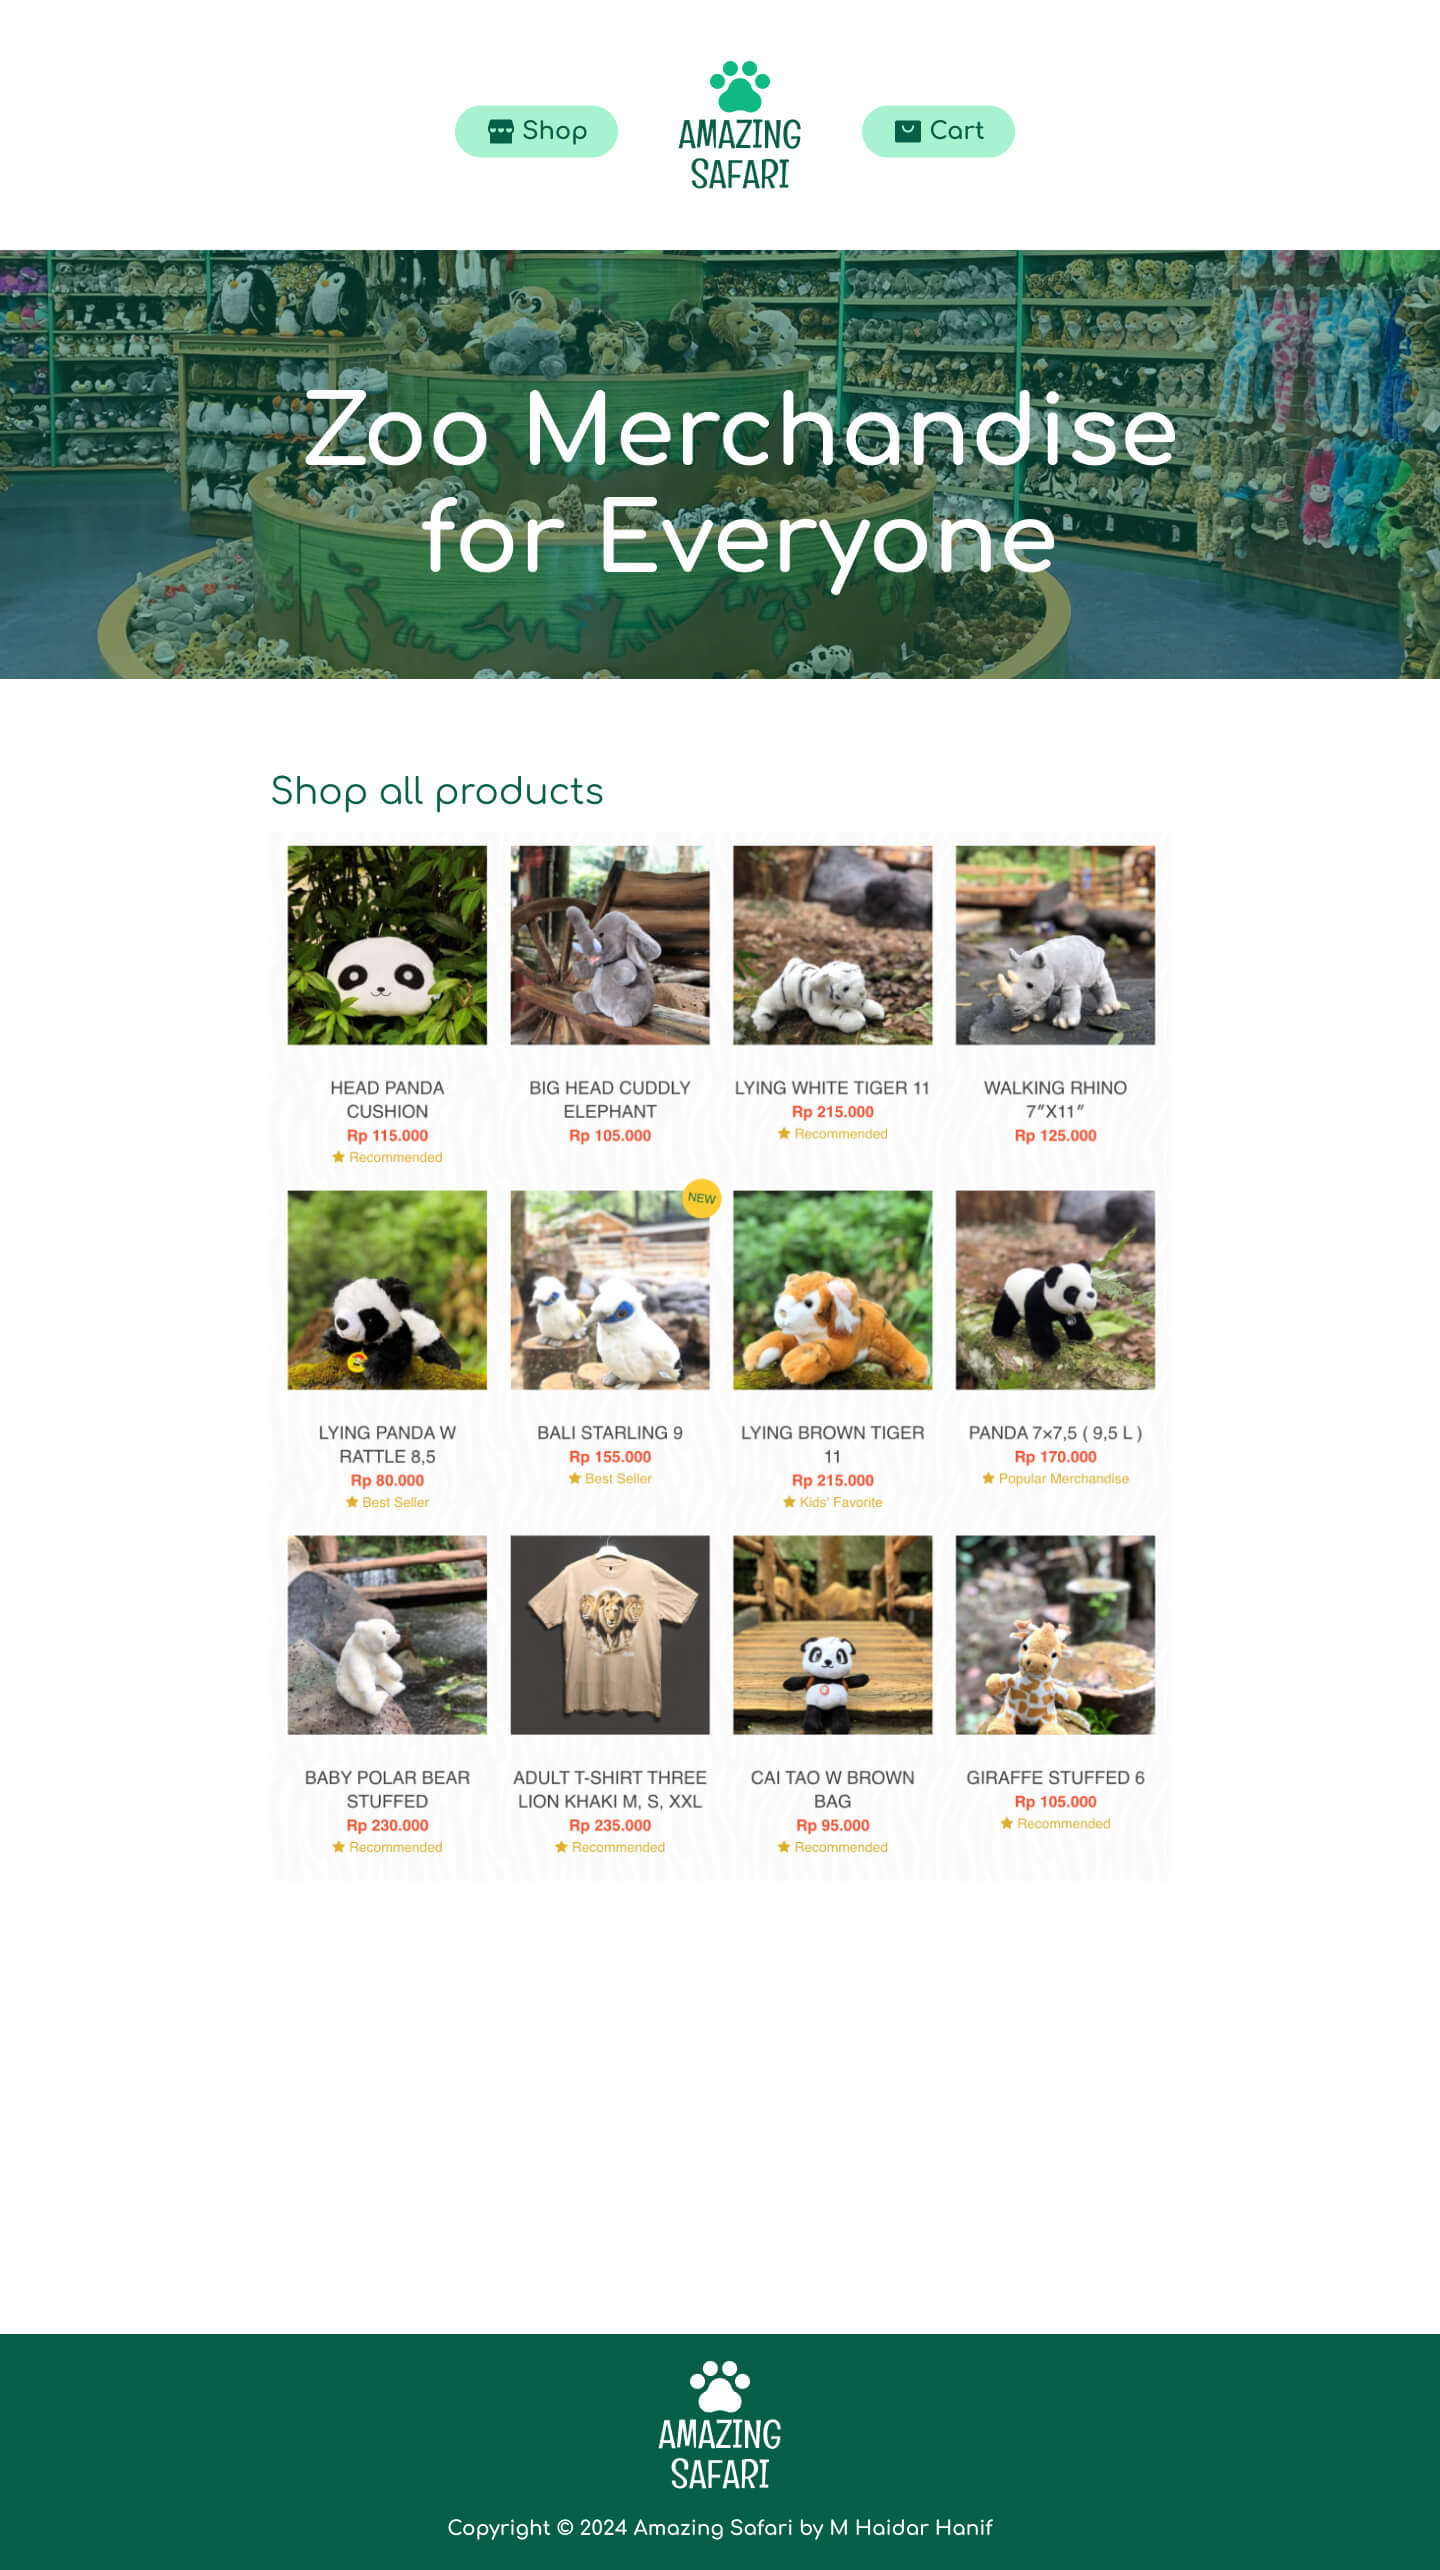 Shop
AMAZING
SAFARI
Cart
Zoo Merchandise
for Everyone
Shop all products
HEAD PANDA
CUSHION
Rp 115.000
Recommended
BIG HEAD CUDDLY
ELEPHANT
Rp 105.000
LYING WHITE TIGER 11
Rp 215.000
Recommended
WALKING RHINO
7″X11″
Rp 125.000
LYING PANDA W
RATTLE 8,5
Rp 80.000
Best Seller
NEW
BALI STARLING 9
Rp 155.000
Best Seller
LYING BROWN TIGER
11
Rp 215.000
Kids' Favorite
PANDA 7×7,5 ( 9,5 L )
Rp 170.000
Popular Merchandise
BABY POLAR BEAR
STUFFED
Rp 230.000
Recommended
ADULT T-SHIRT THREE
LION KHAKI M, S, XXL
Rp 235.000
Recommended
CAI TAO W BROWN
BAG
Rp 95.000
Recommended
GIRAFFE STUFFED 6
Rp 105.000
Recommended
AMAZING
SAFARI
Copyright © 2024 Amazing Safari by M Haidar Hanif